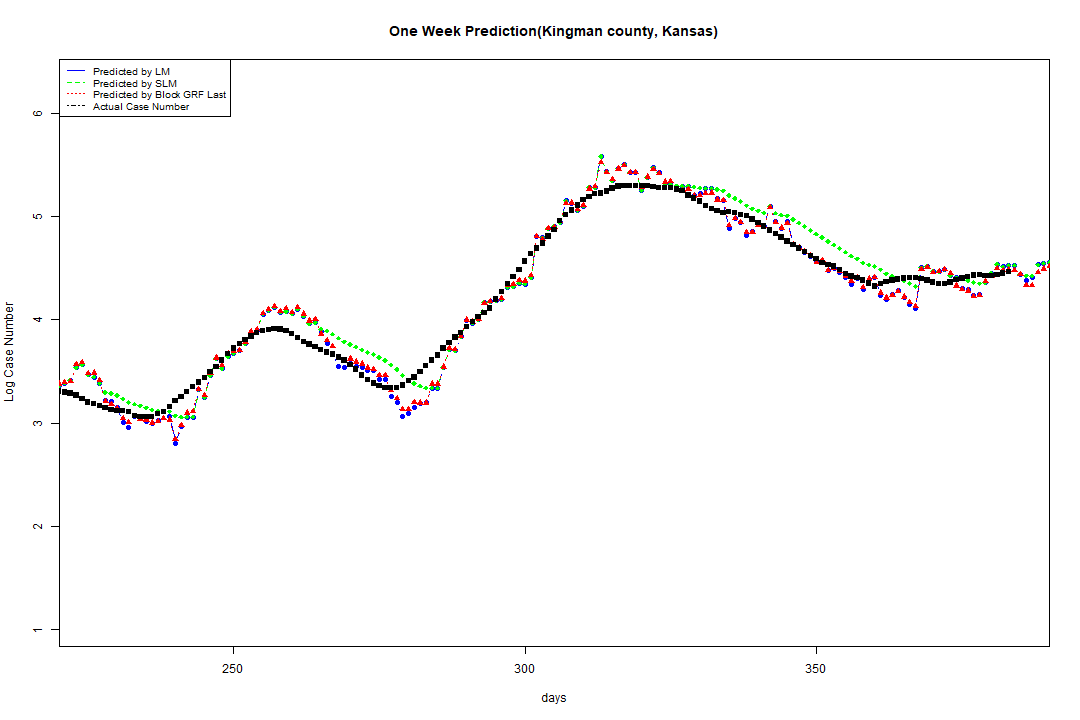 One Week Prediction(Kingman county, Kansas)
Predicted by LM
Predicted by SLM
Predicted by Block GRF Last
Actual Case Number
6
5
4
3
2
1
Log Case Number
250
300
350
days